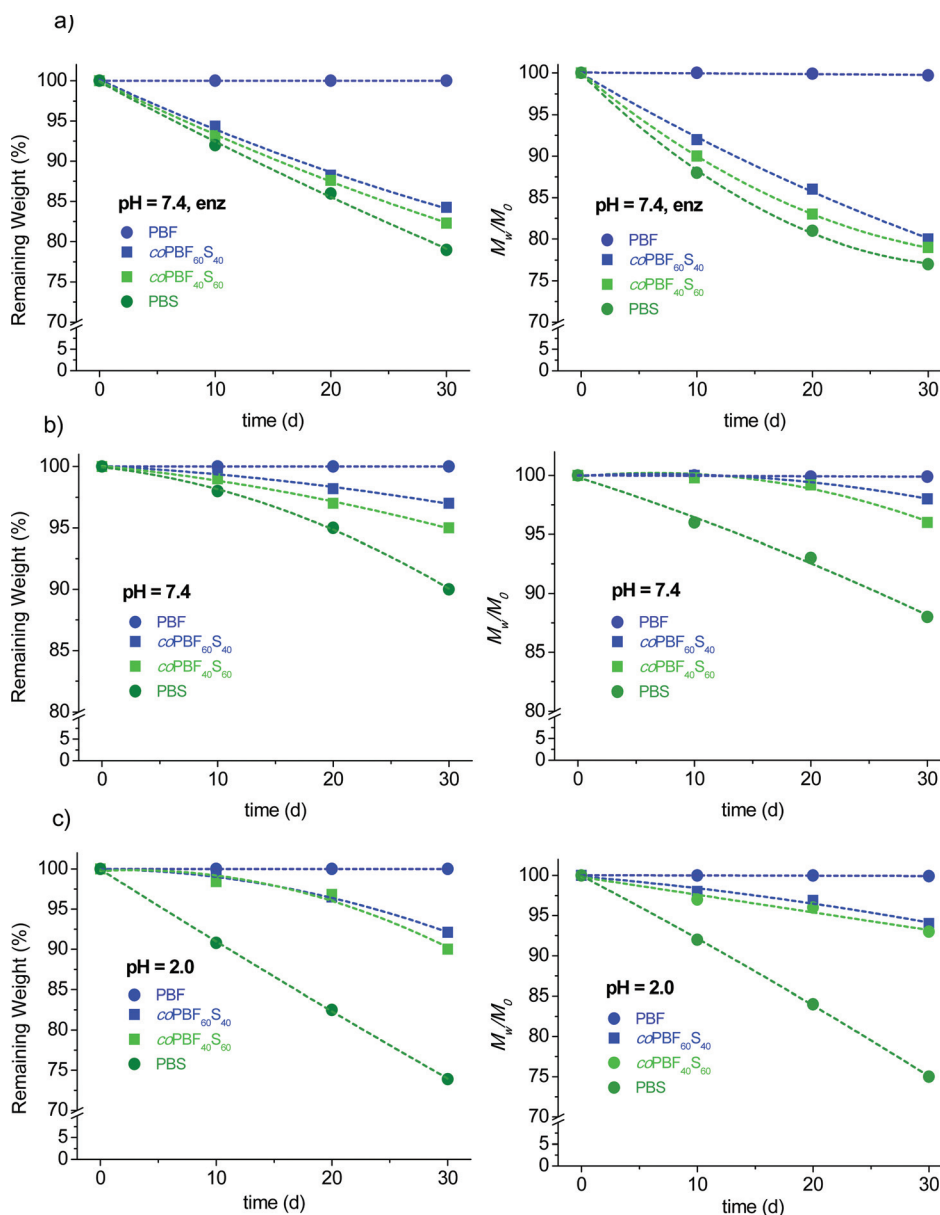 a)
Remaining Weight (%)
100
95
90
85
80
75
70
5
0
pH = 7.4, enz
PBF
coPBF60S40
coPBF40S60
PBS
0 10 20 30
time (d)
Mw/M0
100
95
90
85
80
75
70
5
0
pH = 7.4, enz
PBF
coPBF60S40
coPBF40S60
PBS
0 10 20 30
time (d)
b)
Remaining Weight (%)
100
95
90
85
80
5
0
pH = 7.4
PBF
coPBF60S40
coPBF40S60
PBS
0 10 20 30
time (d)
Mw/M0
100
95
90
85
80
5
0
pH = 7.4
PBF
coPBF60S40
coPBF40S60
PBS
0 10 20 30
time (d)
c)
Remaining Weight (%)
100
95
90
85
80
75
70
5
0
pH = 2.0
PBF
coPBF60S40
coPBF40S60
PBS
0 10 20 30
time (d)
Mw/M0
100
95
90
85
80
75
70
5
0
pH = 2.0
PBF
coPBF60S40
coPBF40S60
PBS
0 10 20 30
time (d)